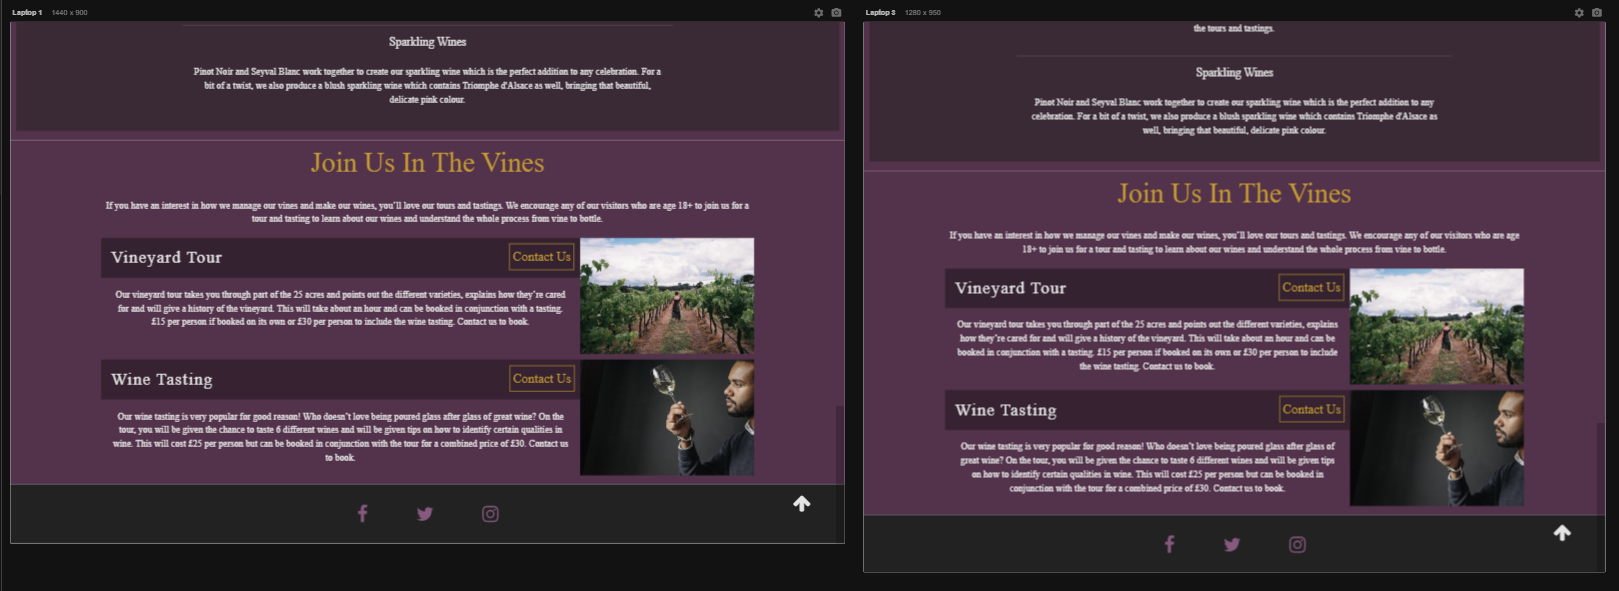 Laptop 1 1440 x 900
Sparkling Wines
Pinot Noir and Seyval Blanc work together to create our sparkling wine which is the perfect addition to any celebration. For a
bit of a twist, we also produce a blush sparkling wine which contains Triomphe d'Alsace as well, bringing that beautiful,
delicate pink colour.
Join Us In The Vines
If you have an interest in how we manage our vines and make our wines, you'll love our tours and tastings. We encourage any of our visitors who are age 18+ to join us for a
tour and tasting to learn about our wines and understand the whole process from vine to bottle.
Vineyard Tour
Contact Us
Our vineyard tour takes you through part of the 25 acres and points out the different varieties, explains how they're cared
for and will give a history of the vineyard. This will take about an hour and can be booked in conjunction with a tasting.
£15 per person if booked on its own or £30 per person to include the wine tasting. Contact us to book.
Wine Tasting
Contact Us
Our wine tasting is very popular for good reason! Who doesn't love being poured glass after glass of great wine? On the
tour, you will be given the chance to taste 6 different wines and will be given tips on how to identify certain qualities in
wine. This will cost £25 per person but can be booked in conjunction with the tour for a combined price of £30. Contact us
to book.
Laptop 3 1280 x 950
the tours and tastings.
Sparkling Wines
Pinot Noir and Seyval Blanc work together to create our sparkling wine which is the perfect addition to any
celebration. For a bit of a twist, we also produce a blush sparkling wine which contains Triomphe d'Alsace as
well, bringing that beautiful, delicate pink colour.
Join Us In The Vines
If you have an interest in how we manage our vines and make our wines, you'll love our tours and tastings. We encourage any of our visitors who are age
18+ to join us for a tour and tasting to learn about our wines and understand the whole process from vine to bottle.
Vineyard Tour
Contact Us
Our vineyard tour takes you through part of the 25 acres and points out the different varieties, explains
how they're cared for and will give a history of the vineyard. This will take about an hour and can be
booked in conjunction with a tasting. £15 per person if booked on its own or £30 per person to include
the wine tasting. Contact us to book.
Wine Tasting
Contact Us
Our wine tasting is very popular for good reason! Who doesn't love being poured glass after glass of
great wine? On the tour, you will be given the chance to taste 6 different wines and will be given tips
on how to identify certain qualities in wine. This will cost £25 per person but can be booked in
conjunction with the tour for a combined price of £30. Contact us to book.